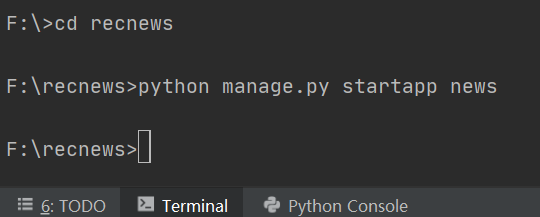 F:\>cd recnews
F:\recnews>python manage.py startapp news
F:\recnews>
6: TODO Terminal Python Console